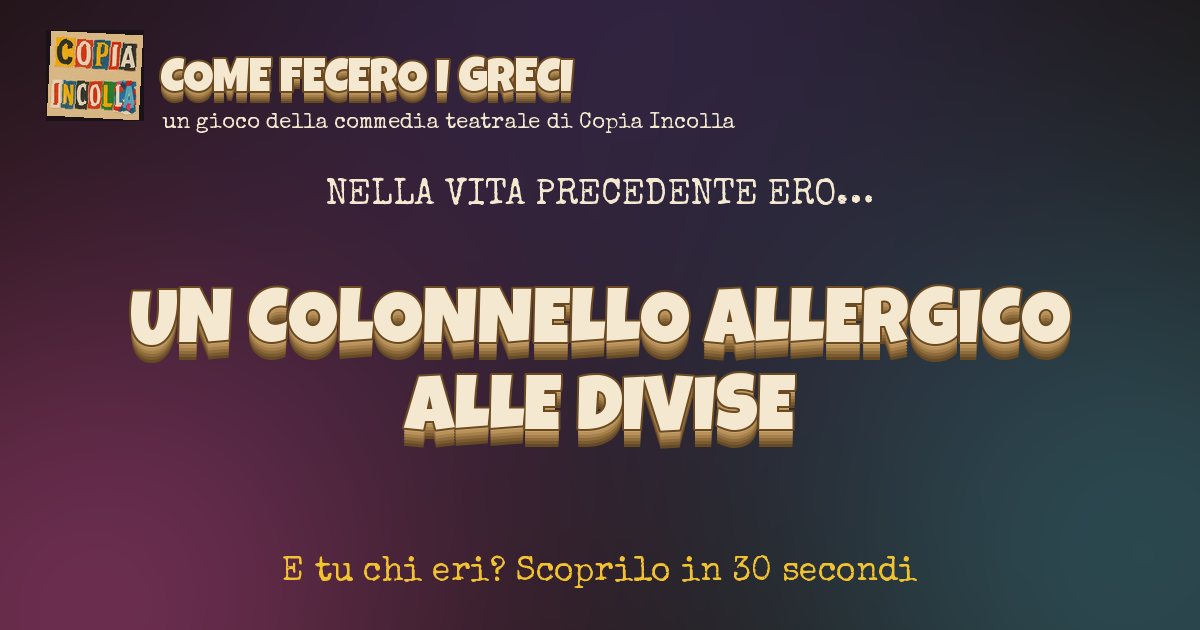 COPIA
INCOLLA
COME FECERO I GRECI
un gioco della commedia teatrale di Copia Incolla
NELLA VITA PRECEDENTE ERO...
UN COLONNELLO ALLERGICO
ALLE DIVISE
E tu chi eri? Scoprilo in 30 secondi